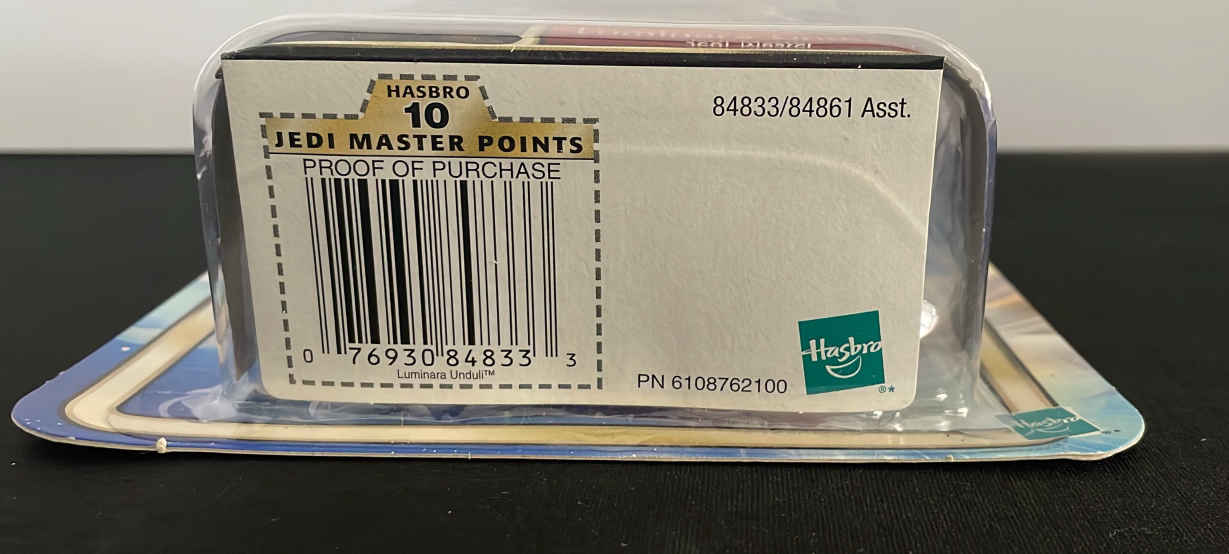 HASBRO
10
JEDI MASTER POINTS
PROOF OF PURCHASE
0 76930 84833 3
Luminara Unduli™
84833/84861 Asst.
PN 6108762100
Hasbro
®*
Hasbro